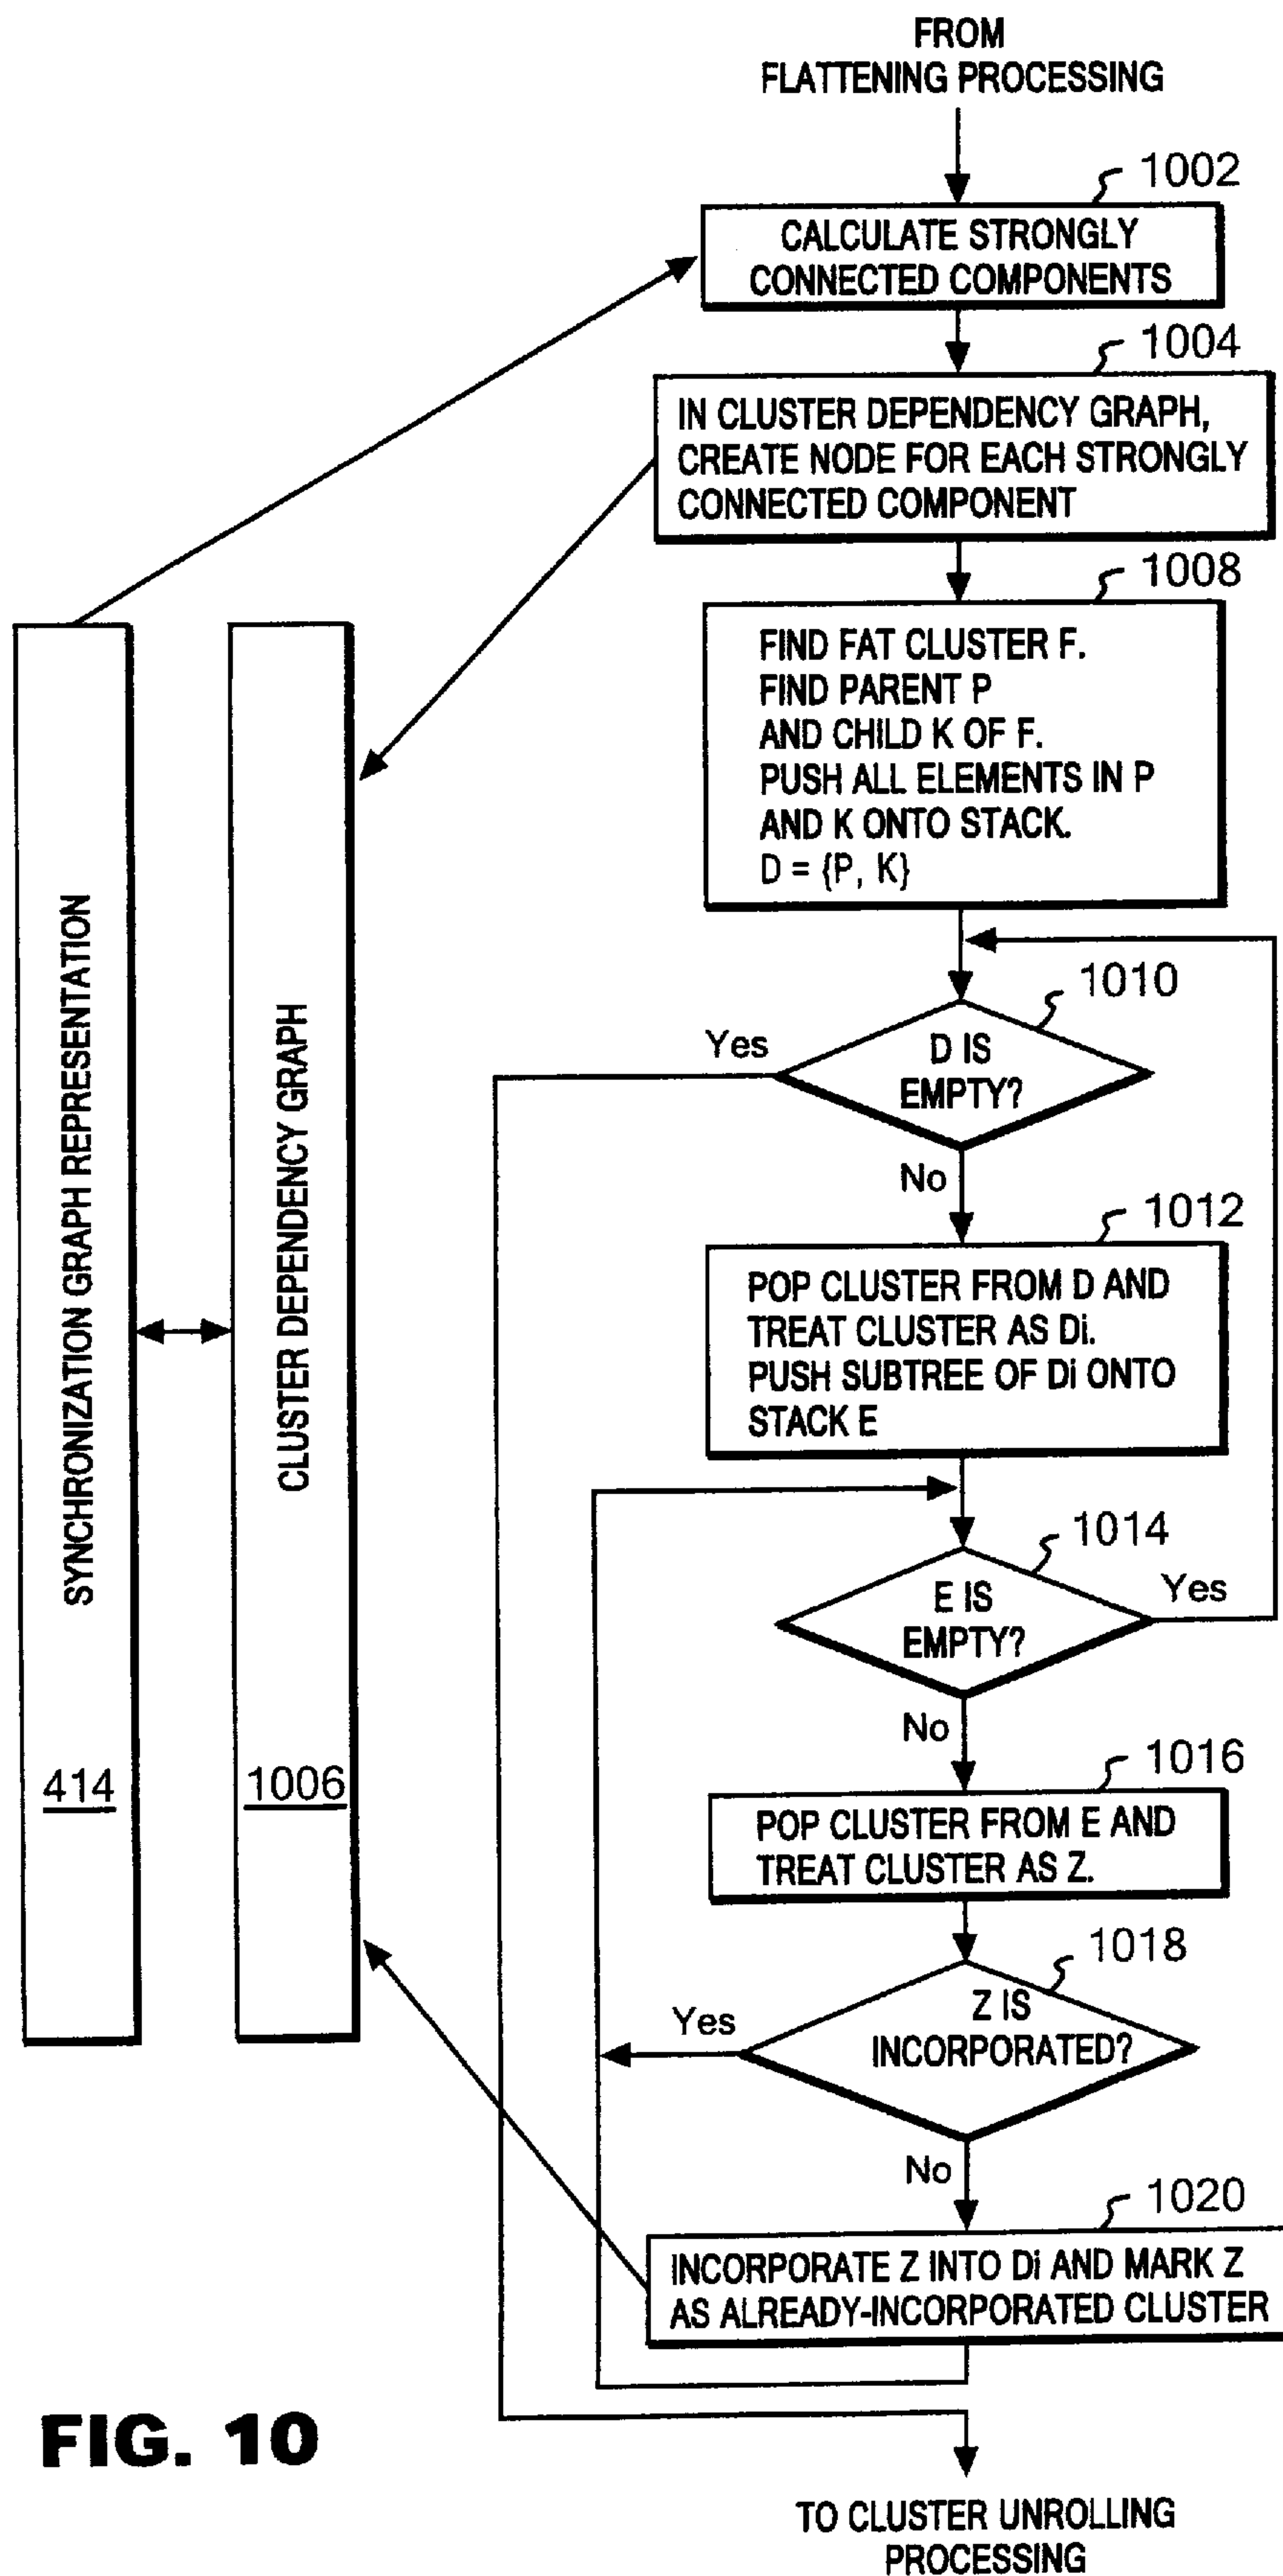 FROM
FLATTENING PROCESSING
1002
CALCULATE STRONGLY
CONNECTED COMPONENTS
1004
IN CLUSTER DEPENDENCY GRAPH,
CREATE NODE FOR EACH STRONGLY
CONNECTED COMPONENT
1008
FIND FAT CLUSTER F.
FIND PARENT P
AND CHILD K OF F.
PUSH ALL ELEMENTS IN P
AND K ONTO STACK.
D = {P, K}
SYNCHRONIZATION GRAPH REPRESENTATION
414
CLUSTER DEPENDENCY GRAPH
1006
1010
D IS
EMPTY?
Yes
No
1012
POP CLUSTER FROM D AND
TREAT CLUSTER AS Di.
PUSH SUBTREE OF Di ONTO
STACK E
1014
E IS
EMPTY?
Yes
No
1016
POP CLUSTER FROM E AND
TREAT CLUSTER AS Z.
1018
Z IS
INCORPORATED?
Yes
No
1020
INCORPORATE Z INTO Di AND MARK Z
AS ALREADY-INCORPORATED CLUSTER
FIG. 10
TO CLUSTER UNROLLING
PROCESSING